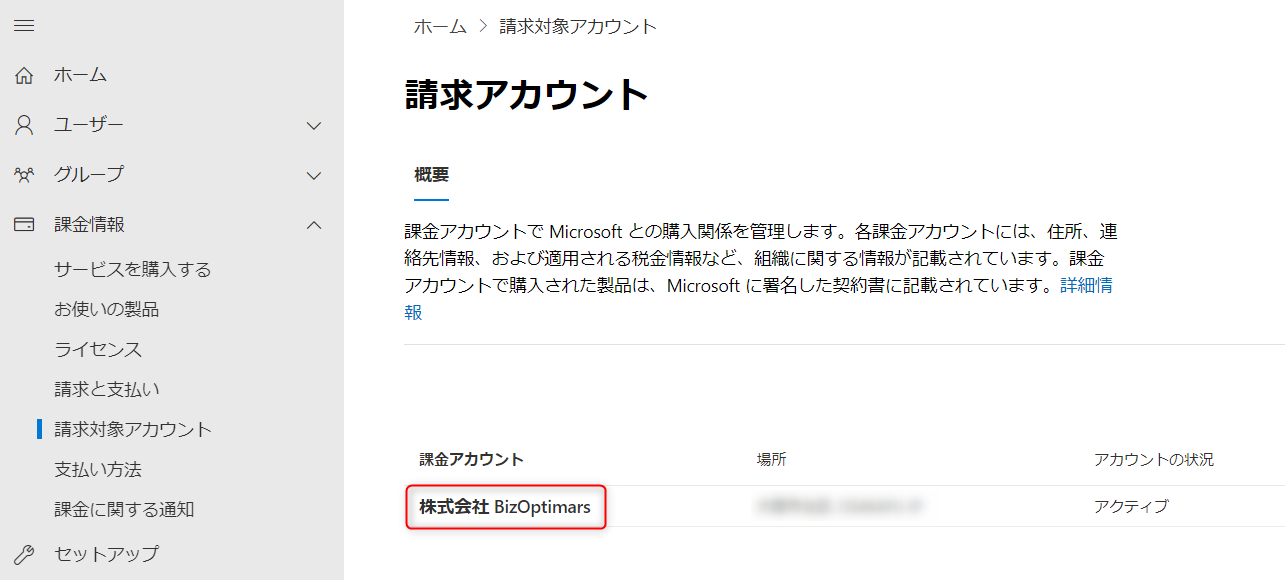 ホーム > 請求対象アカウント
ホーム
ユーザー
グループ
課金情報
サービスを購入する
お使いの製品
ライセンス
請求と支払い
請求対象アカウント
支払い方法
課金に関する通知
セットアップ
請求アカウント
概要
課金アカウントで Microsoft との購入関係を管理します。各課金アカウントには、住所、連
絡先情報、および適用される税金情報など、組織に関する情報が記載されています。課金
アカウントで購入された製品は、Microsoft に署名した契約書に記載されています。詳細情
報
課金アカウント 場所 アカウントの状況
株式会社 BizOptimars アクティブ